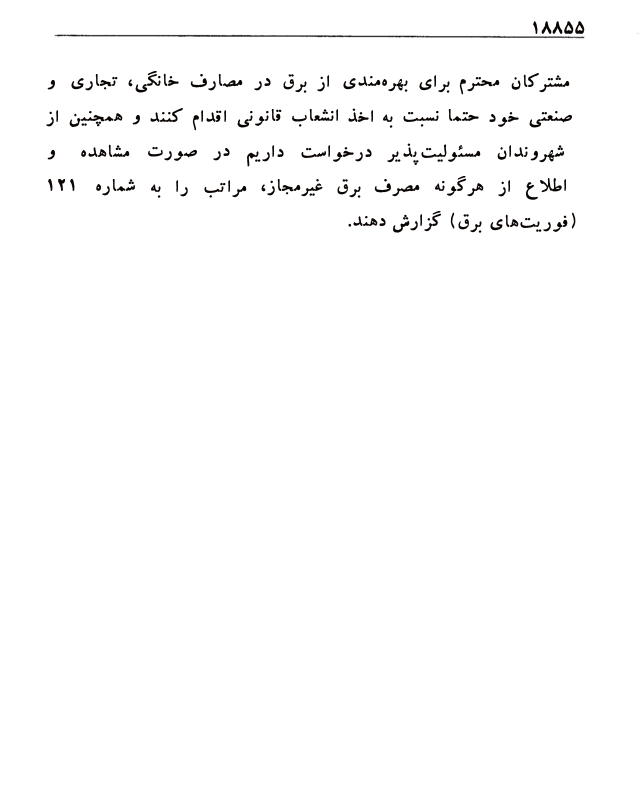 ۱۸۸۵۵
مشترکان محترم برای بهره‌مندی از برق در مصارف خانگی، تجاری و
صنعتی خود حتما نسبت به اخذ انشعاب قانونی اقدام کنند و همچنین از
شهروندان مسئولیت‌پذیر درخواست داریم در صورت مشاهده و
اطلاع از هرگونه مصرف برق غیرمجاز، مراتب را به شماره ۱۲۱
(فوریت‌های برق) گزارش دهند.